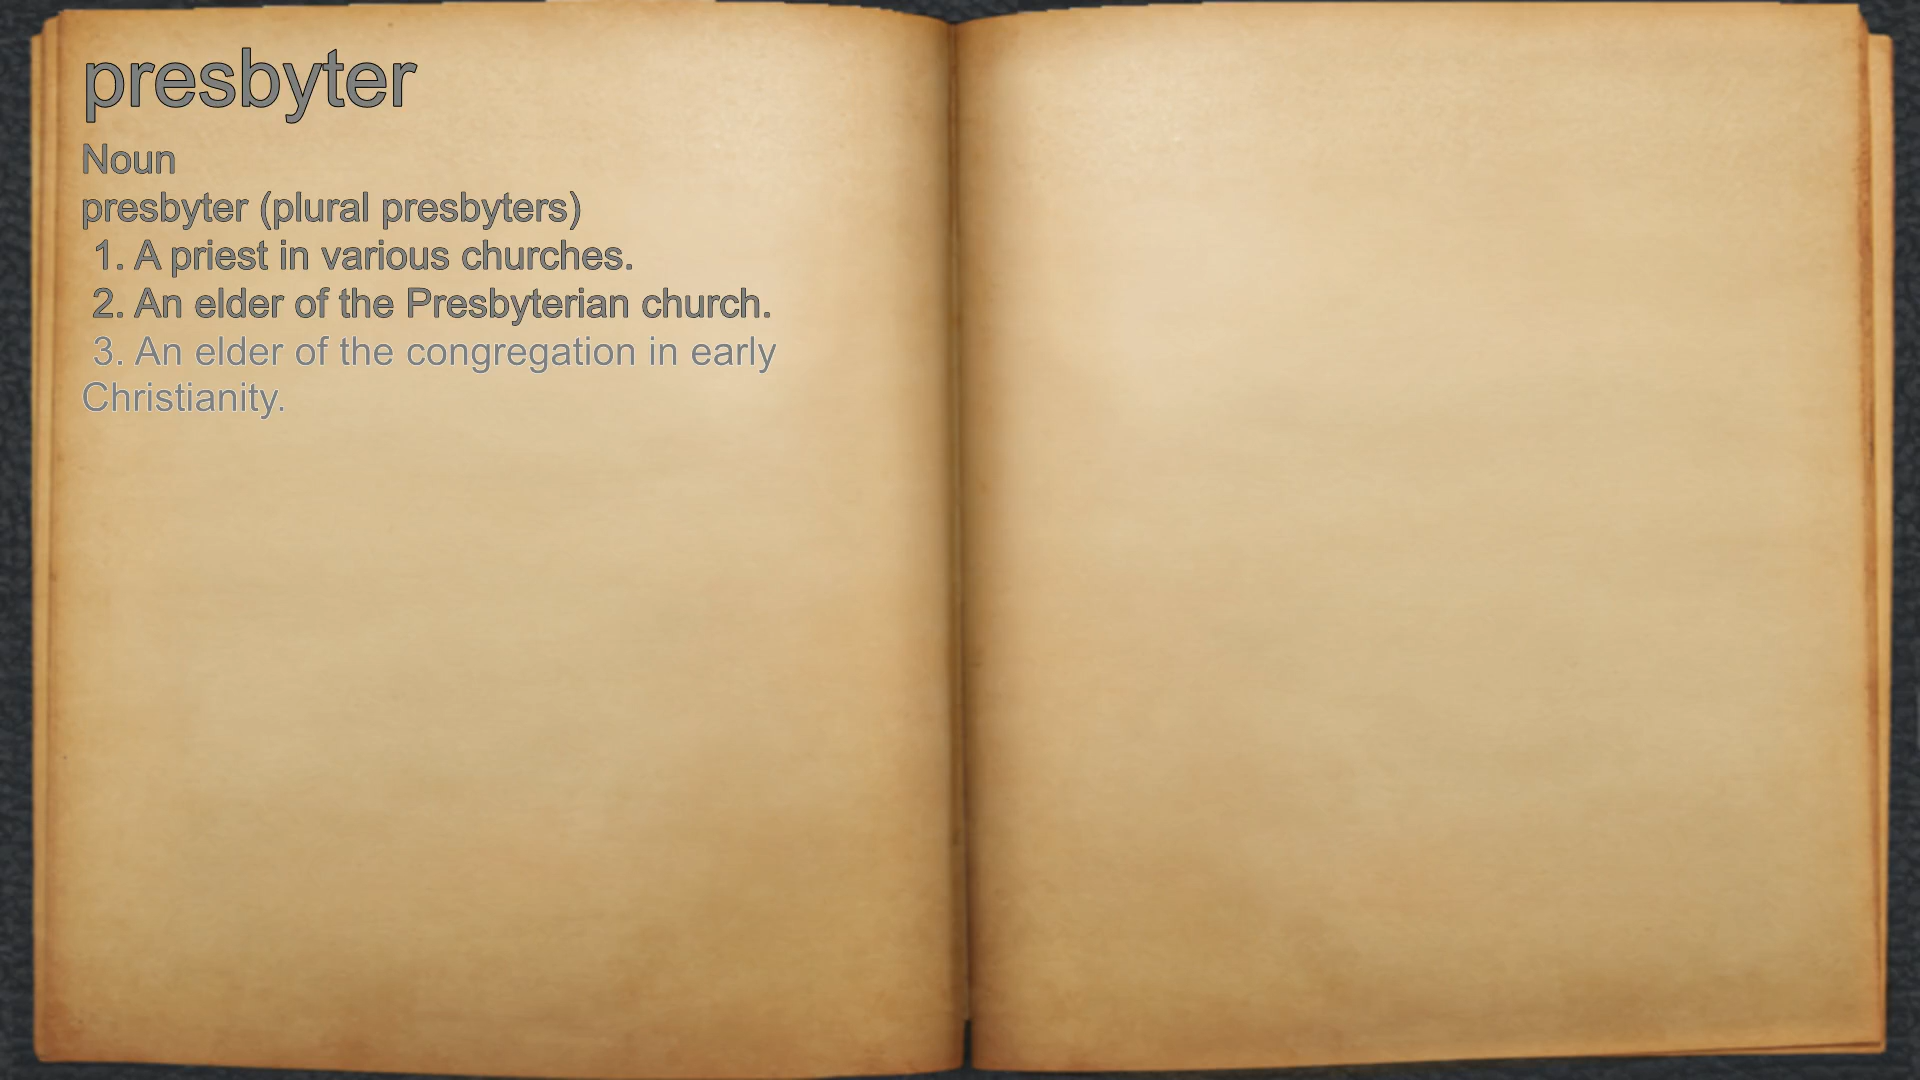 presbyter
Noun
presbyter (plural presbyters)
1. A priest in various churches.
2. An elder of the Presbyterian church.
3. An elder of the congregation in early
Christianity.